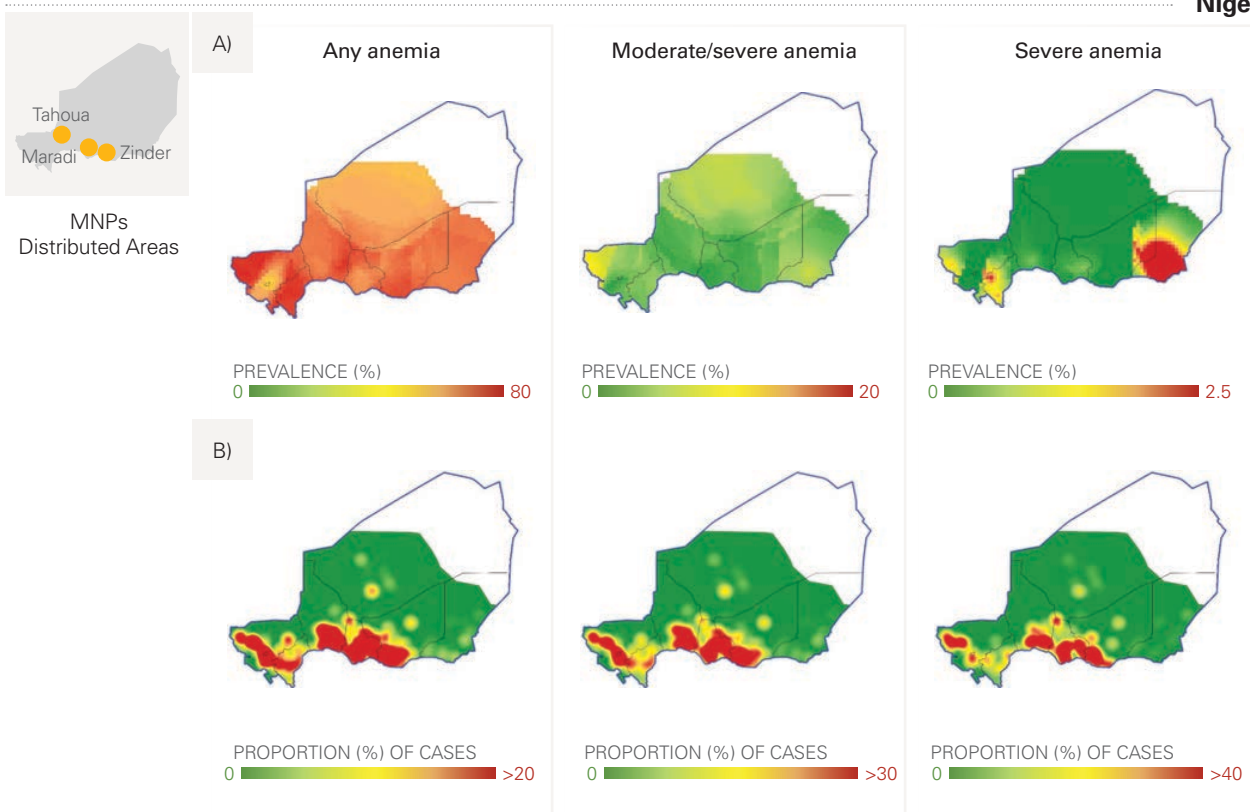 Nige
Tahoua
Maradi
Zinder
MNPs
Distributed Areas
A)
Any anemia
Moderate/severe anemia
Severe anemia
PREVALENCE (%)
0 80
PREVALENCE (%)
0 20
PREVALENCE (%)
0 2.5
B)
PROPORTION (%) OF CASES
0 >20
PROPORTION (%) OF CASES
0 >30
PROPORTION (%) OF CASES
0 >40